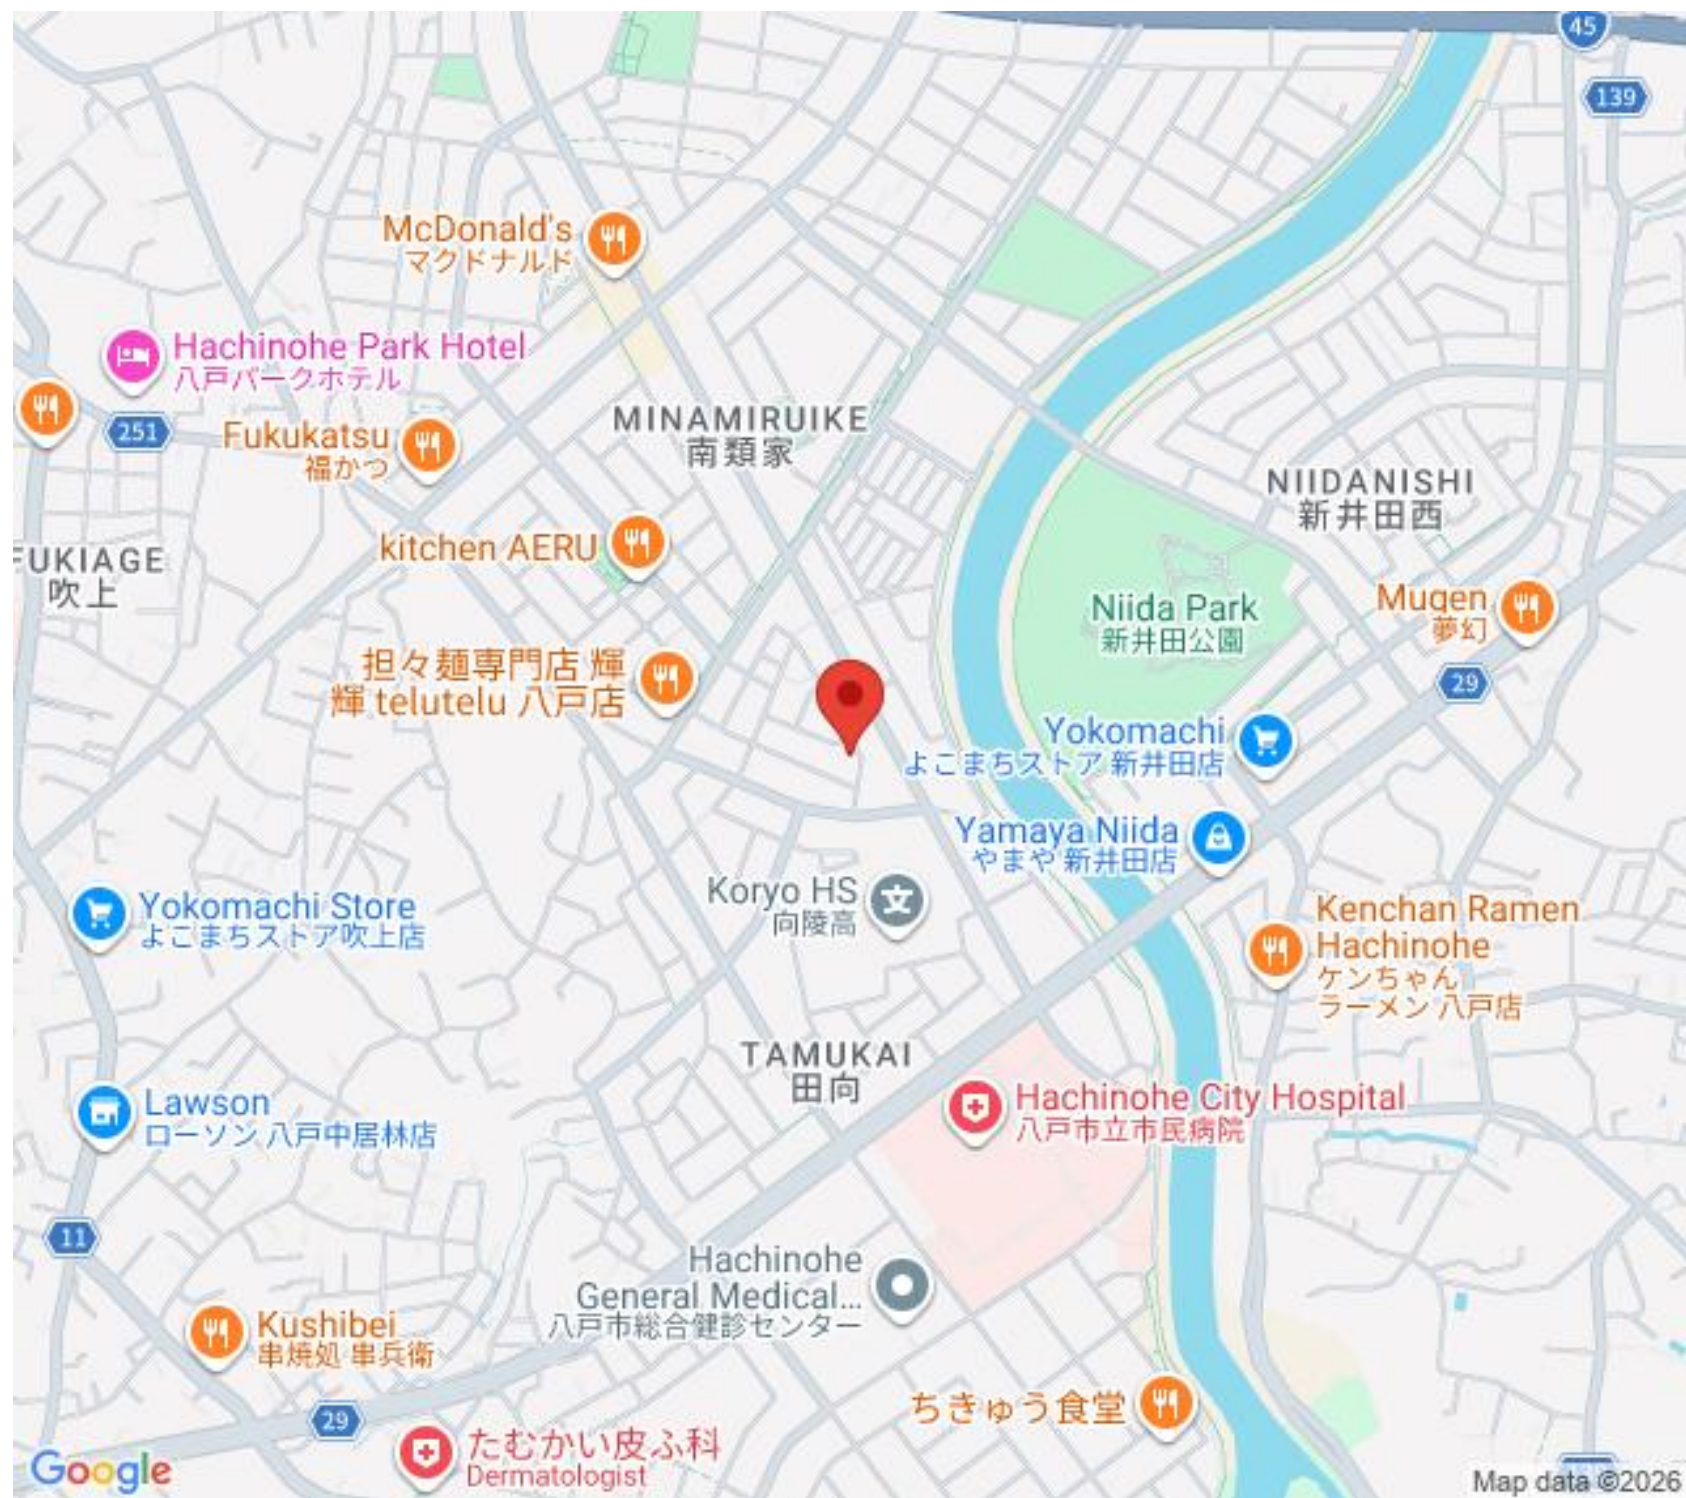 45
139
McDonald's
マクドナルド
Hachinohe Park Hotel
八戸パークホテル
251
Fukukatsu
福かつ
MINAMIRUIKE
南類家
NIIDANISHI
新井田西
kitchen AERU
FUKIAGE
吹上
Niida Park
新井田公園
Mugen
夢幻
担々麺専門店 輝
輝 telutelu 八戸店
29
Yokomachi
よこまちストア 新井田店
Yamaya Niida
やまや 新井田店
Koryo HS
向陵高
Yokomachi Store
よこまちストア吹上店
Kenchan Ramen
Hachinohe
ケンちゃん
ラーメン 八戸店
TAMUKAI
田向
Lawson
ローソン 八戸中居林店
Hachinohe City Hospital
八戸市立市民病院
11
Hachinohe
General Medical...
八戸市総合健診センター
Kushibei
串焼処 串兵衛
29
ちきゅう食堂
たむかい皮ふ科
Dermatologist
Google
Map data ©2026